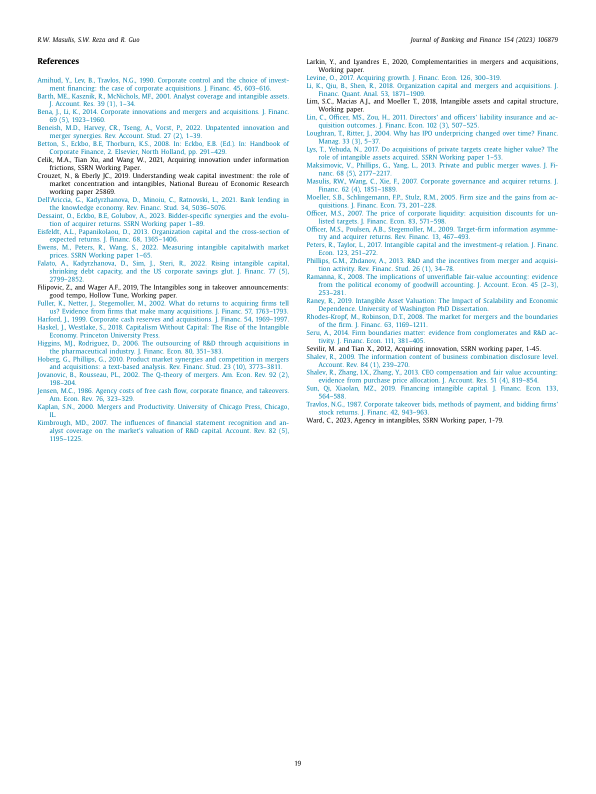 R.W. Masulis, S.W. Reza and R. Guo
Journal of Banking and Finance 154 (2023) 106879
References
Amihud, Y., Lev, B., Travlos, N.G., 1990. Corporate control and the choice of invest-
ment financing: the case of corporate acquisitions. J. Financ. 45, 603–616.
Barth, ME., Kasznik, R., McNichols, MF., 2001. Analyst coverage and intangible assets.
J. Account. Res. 39 (1), 1–34.
Bena, J., Li, K., 2014. Corporate innovations and mergers and acquisitions. J. Financ.
69 (5), 1923–1960.
Beneish, M.D., Harvey, CR., Tseng, A., Vorst, P., 2022. Unpatented innovation and
merger synergies. Rev. Account. Stud. 27 (2), 1–39.
Betton, S., Eckbo, B.E., Thorburn, K.S., 2008. In: Eckbo, E.B. (Ed.), In: Handbook of
Corporate Finance, 2. Elsevier, North Holland, pp. 291–429.
Celik, M.A., Tian Xu, and Wang W., 2021, Acquiring innovation under information
frictions, SSRN Working Paper.
Crouzet, N., & Eberly JC., 2019. Understanding weak capital investment: the role of
market concentration and intangibles, National Bureau of Economic Research
working paper 25869.
Dell'Ariccia, G., Kadyrzhanova, D., Minoiu, C., Ratnovski, L., 2021. Bank lending in
the knowledge economy. Rev. Financ. Stud. 34, 5036–5076.
Dessaint, O., Eckbo, B.E, Golubov, A., 2023. Bidder-specific synergies and the evolu-
tion of acquirer returns. SSRN Working paper 1–89.
Eisfeldt, A.L., Papanikolaou, D., 2013. Organization capital and the cross-section of
expected returns. J. Financ. 68, 1365–1406.
Ewens, M., Peters, R., Wang. S., 2022. Measuring intangible capitalwith market
prices. SSRN Working paper 1–65.
Falato, A., Kadyrzhanova, D., Sim, J., Steri, R., 2022. Rising intangible capital,
shrinking debt capacity, and the US corporate savings glut. J. Financ. 77 (5),
2799–2852.
Filipovic, Z., and Wager A.F., 2019, The Intangibles song in takeover announcements:
good tempo, Hollow Tune, Working paper.
Fuller, K., Netter, J., Stegemoller, M., 2002. What do returns to acquiring firms tell
us? Evidence from firms that make many acquisitions. J. Financ. 57, 1763–1793.
Harford, J., 1999. Corporate cash reserves and acquisitions. J. Financ. 54, 1969–1997.
Haskel, J., Westlake, S., 2018. Capitalism Without Capital: The Rise of the Intangible
Economy. Princeton University Press.
Higgins, MJ., Rodriguez, D., 2006. The outsourcing of R&D through acquisitions in
the pharmaceutical industry. J. Financ. Econ. 80, 351–383.
Hoberg, G., Phillips, G., 2010. Product market synergies and competition in mergers
and acquisitions: a text-based analysis. Rev. Financ. Stud. 23 (10), 3773–3811.
Jovanovic, B., Rousseau, PL., 2002. The Q-theory of mergers. Am. Econ. Rev. 92 (2),
198–204.
Jensen, M.C., 1986. Agency costs of free cash flow, corporate finance, and takeovers.
Am. Econ. Rev. 76, 323–329.
Kaplan, S.N., 2000. Mergers and Productivity. University of Chicago Press, Chicago,
IL.
Kimbrough, MD., 2007. The influences of financial statement recognition and an-
alyst coverage on the market's valuation of R&D capital. Account. Rev. 82 (5),
1195–1225.
Larkin, Y., and Lyandres E., 2020, Complementarities in mergers and acquisitions,
Working paper.
Levine, O., 2017. Acquiring growth. J. Financ. Econ. 126, 300–319.
Li, K., Qiu, B., Shen, R., 2018. Organization capital and mergers and acquisitions. J.
Financ. Quant. Anal. 53, 1871–1909.
Lim, S.C., Macias A.J., and Moeller T., 2018, Intangible assets and capital structure,
Working paper.
Lin, C., Officer, MS., Zou, H., 2011. Directors' and officers' liability insurance and ac-
quisition outcomes. J. Financ. Econ. 102 (3), 507–525.
Loughran, T., Ritter, J., 2004. Why has IPO underpricing changed over time? Financ.
Manag. 33 (3), 5–37.
Lys, T., Yehuda, N., 2017. Do acquisitions of private targets create higher value? The
role of intangible assets acquired. SSRN Working paper 1–53.
Maksimovic, V., Phillips, G., Yang, L., 2013. Private and public merger waves. J. Fi-
nanc. 68 (5), 2177–2217.
Masulis, RW., Wang, C., Xie, F., 2007. Corporate governance and acquirer returns. J.
Financ. 62 (4), 1851–1889.
Moeller, S.B., Schlingemann, F.P., Stulz, R.M., 2005. Firm size and the gains from ac-
quisitions. J. Financ. Econ. 73, 201–228.
Officer, M.S., 2007. The price of corporate liquidity: acquisition discounts for un-
listed targets. J. Financ. Econ. 83, 571–598.
Officer, M.S., Poulsen, A.B., Stegemoller, M., 2009. Target-firm information asymme-
try and acquirer returns. Rev. Financ. 13, 467–493.
Peters, R., Taylor, L., 2017. Intangible capital and the investment-q relation. J. Financ.
Econ. 123, 251–272.
Phillips, G.M., Zhdanov, A., 2013. R&D and the incentives from merger and acquisi-
tion activity. Rev. Financ. Stud. 26 (1), 34–78.
Ramanna, K., 2008. The implications of unverifiable fair-value accounting: evidence
from the political economy of goodwill accounting. J. Account. Econ. 45 (2–3),
253–281.
Raney, R., 2019. Intangible Asset Valuation: The Impact of Scalability and Economic
Dependence. University of Washington PhD Dissertation.
Rhodes-Kropf, M., Robinson, D.T., 2008. The market for mergers and the boundaries
of the firm. J. Financ. 63, 1169–1211.
Seru, A., 2014. Firm boundaries matter: evidence from conglomerates and R&D ac-
tivity. J. Financ. Econ. 111, 381–405.
Sevilir, M. and Tian X., 2012, Acquiring innovation, SSRN working paper, 1–45.
Shalev, R., 2009. The information content of business combination disclosure level.
Account. Rev. 84 (1), 239–270.
Shalev, R., Zhang, I.X., Zhang, Y., 2013. CEO compensation and fair value accounting:
evidence from purchase price allocation. J. Account. Res. 51 (4), 819–854.
Sun, Qi, Xiaolan, MZ., 2019. Financing intangible capital. J. Financ. Econ. 133,
564–588.
Travlos, N.G., 1987. Corporate takeover bids, methods of payment, and bidding firms'
stock returns. J. Financ. 42, 943–963.
Ward, C., 2023, Agency in intangibles, SSRN Working paper, 1–79.
19